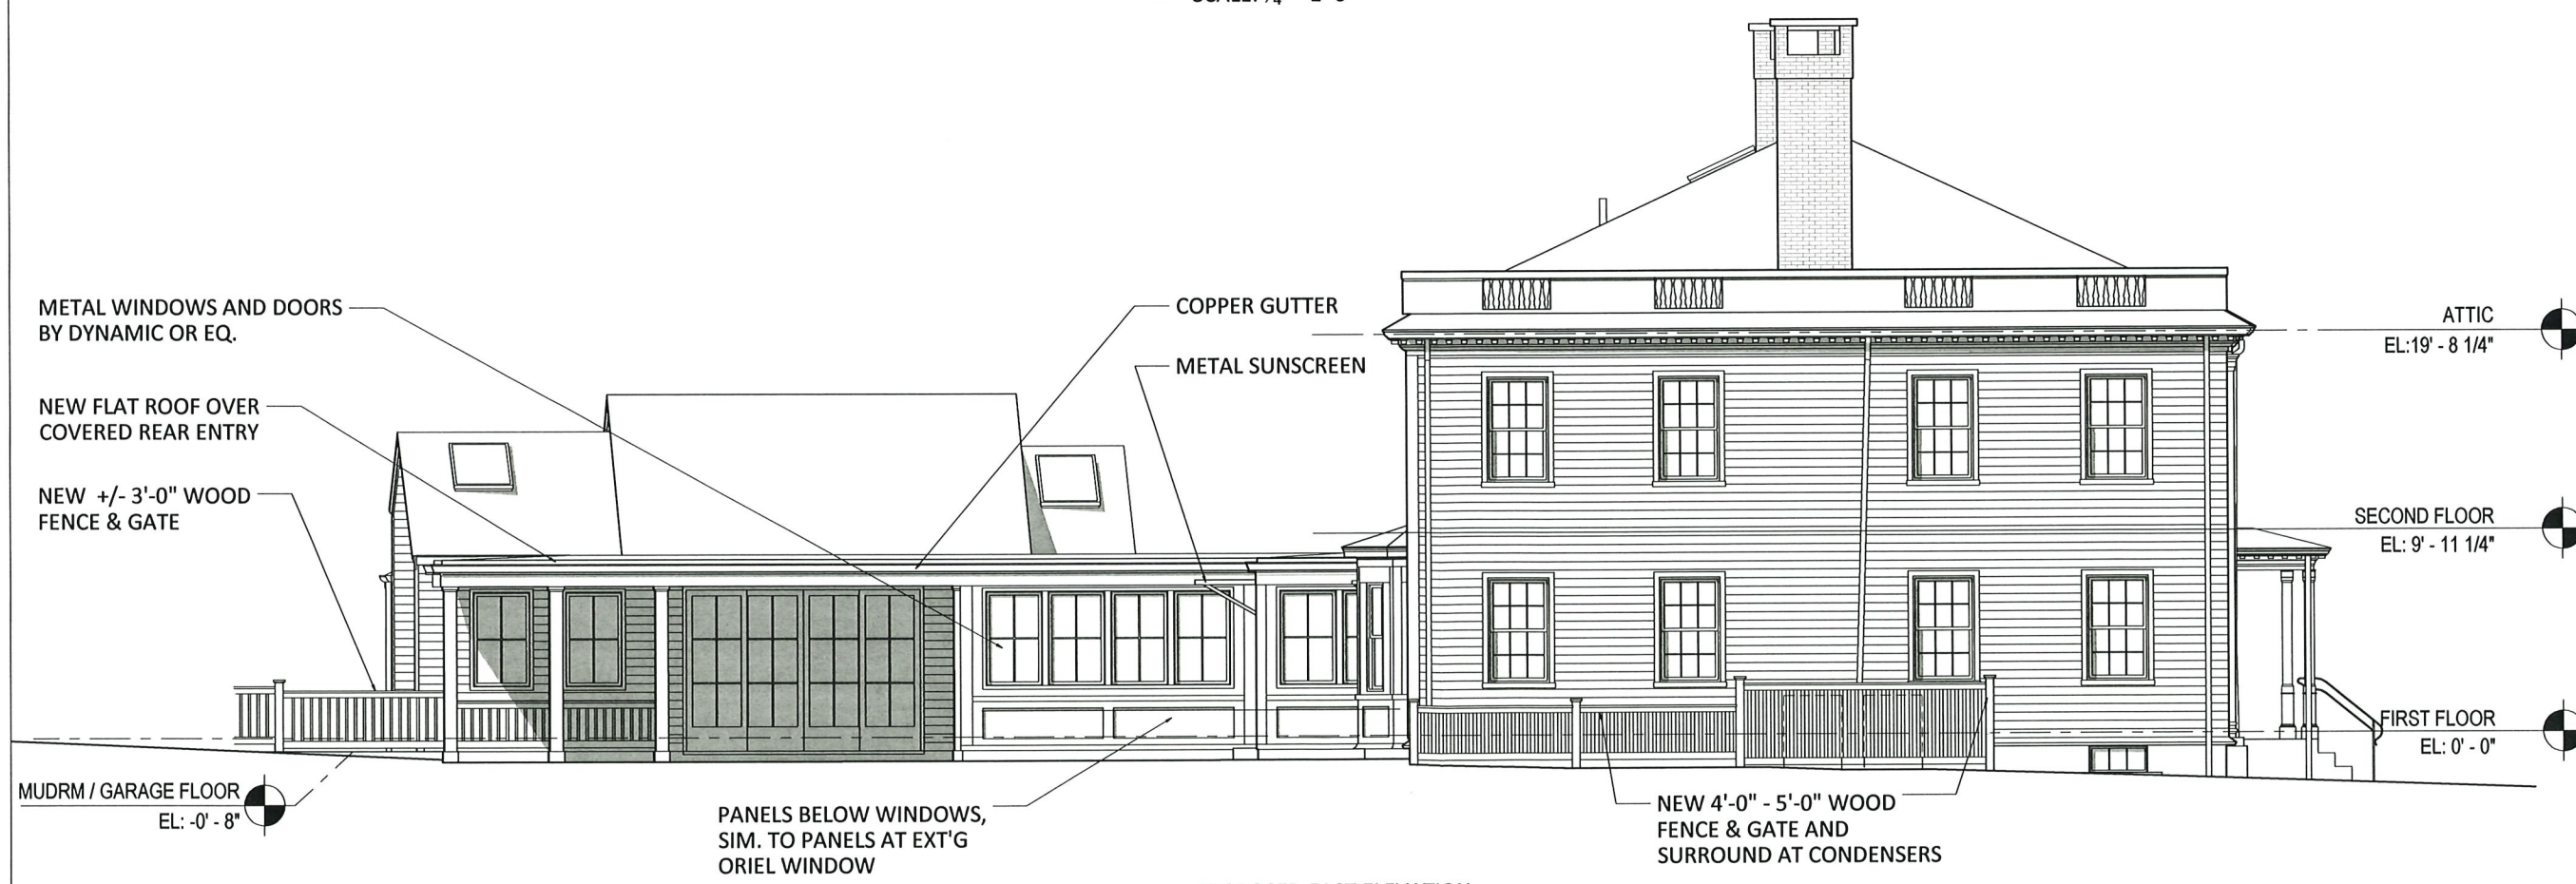 METAL WINDOWS AND DOORS
BY DYNAMIC OR EQ.
NEW FLAT ROOF OVER
COVERED REAR ENTRY
NEW +/- 3'-0" WOOD
FENCE & GATE
MUDRM / GARAGE FLOOR
EL: -0' - 8"
COPPER GUTTER
METAL SUNSCREEN
PANELS BELOW WINDOWS,
SIM. TO PANELS AT EXT'G
ORIEL WINDOW
NEW 4'-0" - 5'-0" WOOD
FENCE & GATE AND
SURROUND AT CONDENSERS
ATTIC
EL:19' - 8 1/4"
SECOND FLOOR
EL: 9' - 11 1/4"
FIRST FLOOR
EL: 0' - 0"